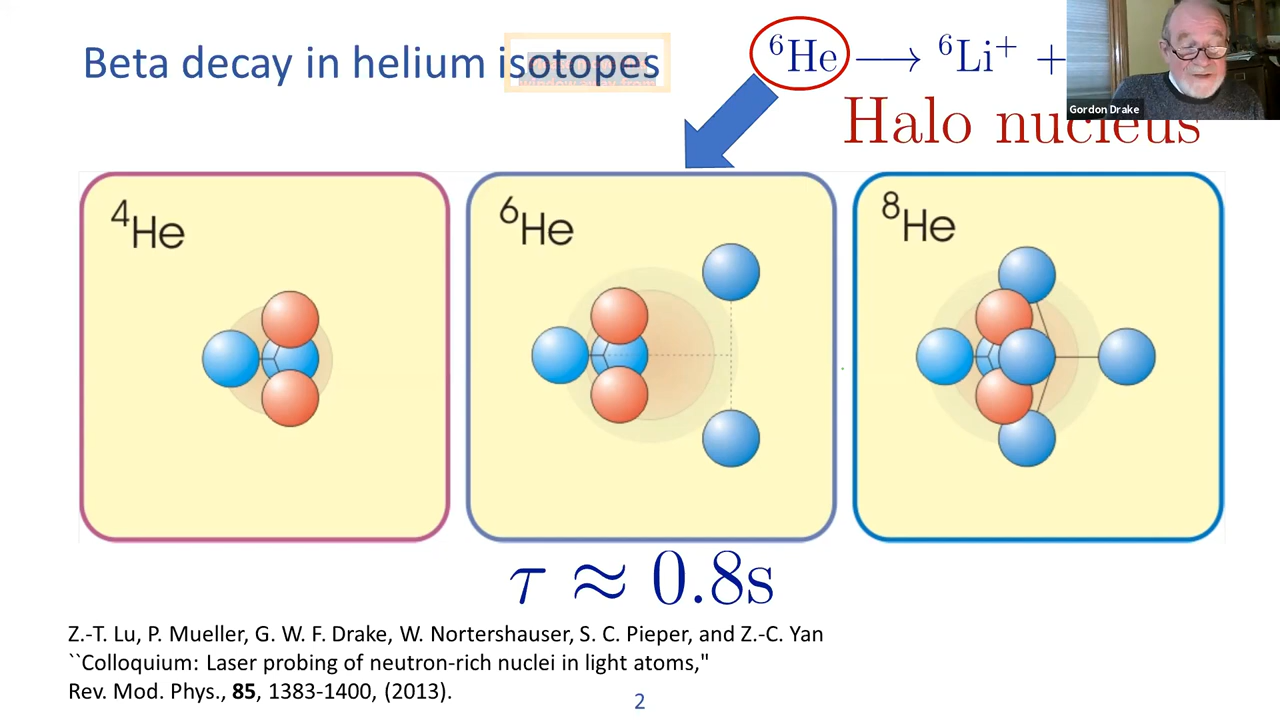 Beta decay in helium isotopes
⁶He ⟶ ⁶Li⁺ +
Gordon Drake
Halo nucleus
⁴He
⁶He
⁸He
τ ≈ 0.8s
Z.-T. Lu, P. Mueller, G. W. F. Drake, W. Nortershauser, S. C. Pieper, and Z.-C. Yan
``Colloquium: Laser probing of neutron-rich nuclei in light atoms,"
Rev. Mod. Phys., 85, 1383-1400, (2013).
2